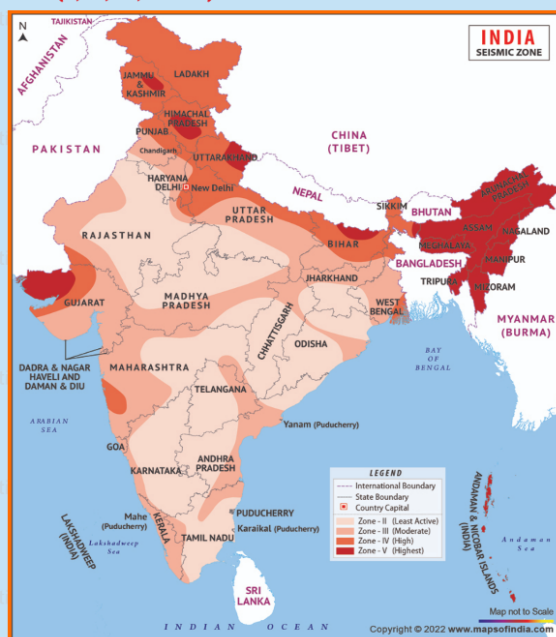 TAJIKISTAN
N
INDIA
SEISMIC ZONE
AFGHANISTAN
LADAKH
JAMMU
&
KASHMIR
HIMACHAL
PRADESH
PUNJAB
CHINA
(TIBET)
Chandigarh
UTTARAKHAND
PAKISTAN
HARYANA
DELHI
New Delhi
NEPAL
ARUNACHAL
PRADESH
SIKKIM
BHUTAN
UTTAR
PRADESH
ASSAM
NAGALAND
RAJASTHAN
BIHAR
MEGHALAYA
MANIPUR
BANGLADESH
JHARKHAND
TRIPURA
MIZORAM
GUJARAT
MADHYA
PRADESH
WEST
BENGAL
CHHATTISGARH
MYANMAR
(BURMA)
ODISHA
DADRA & NAGAR
HAVELI AND
DAMAN & DIU
MAHARASHTRA
BAY
OF
BENGAL
TELANGANA
ARABIAN
SEA
Yanam (Puducherry)
GOA
KARNATAKA
ANDHRA
PRADESH
LEGEND
International Boundary
State Boundary
Country Capital
Zone - II (Least Active)
Zone - III (Moderate)
Zone - IV (High)
Zone - V (Highest)
ANDAMAN & NICOBAR ISLANDS
(INDIA)
PUDUCHERRY
Mahe
(Puducherry)
KERALA
Karaikal (Puducherry)
LAKSHADWEEP
(INDIA)
Lakshadweep
Sea
TAMIL NADU
Andaman
Sea
SRI
LANKA
Map not to Scale
INDIAN OCEAN
Copyright © 2022 www.mapsofindia.com